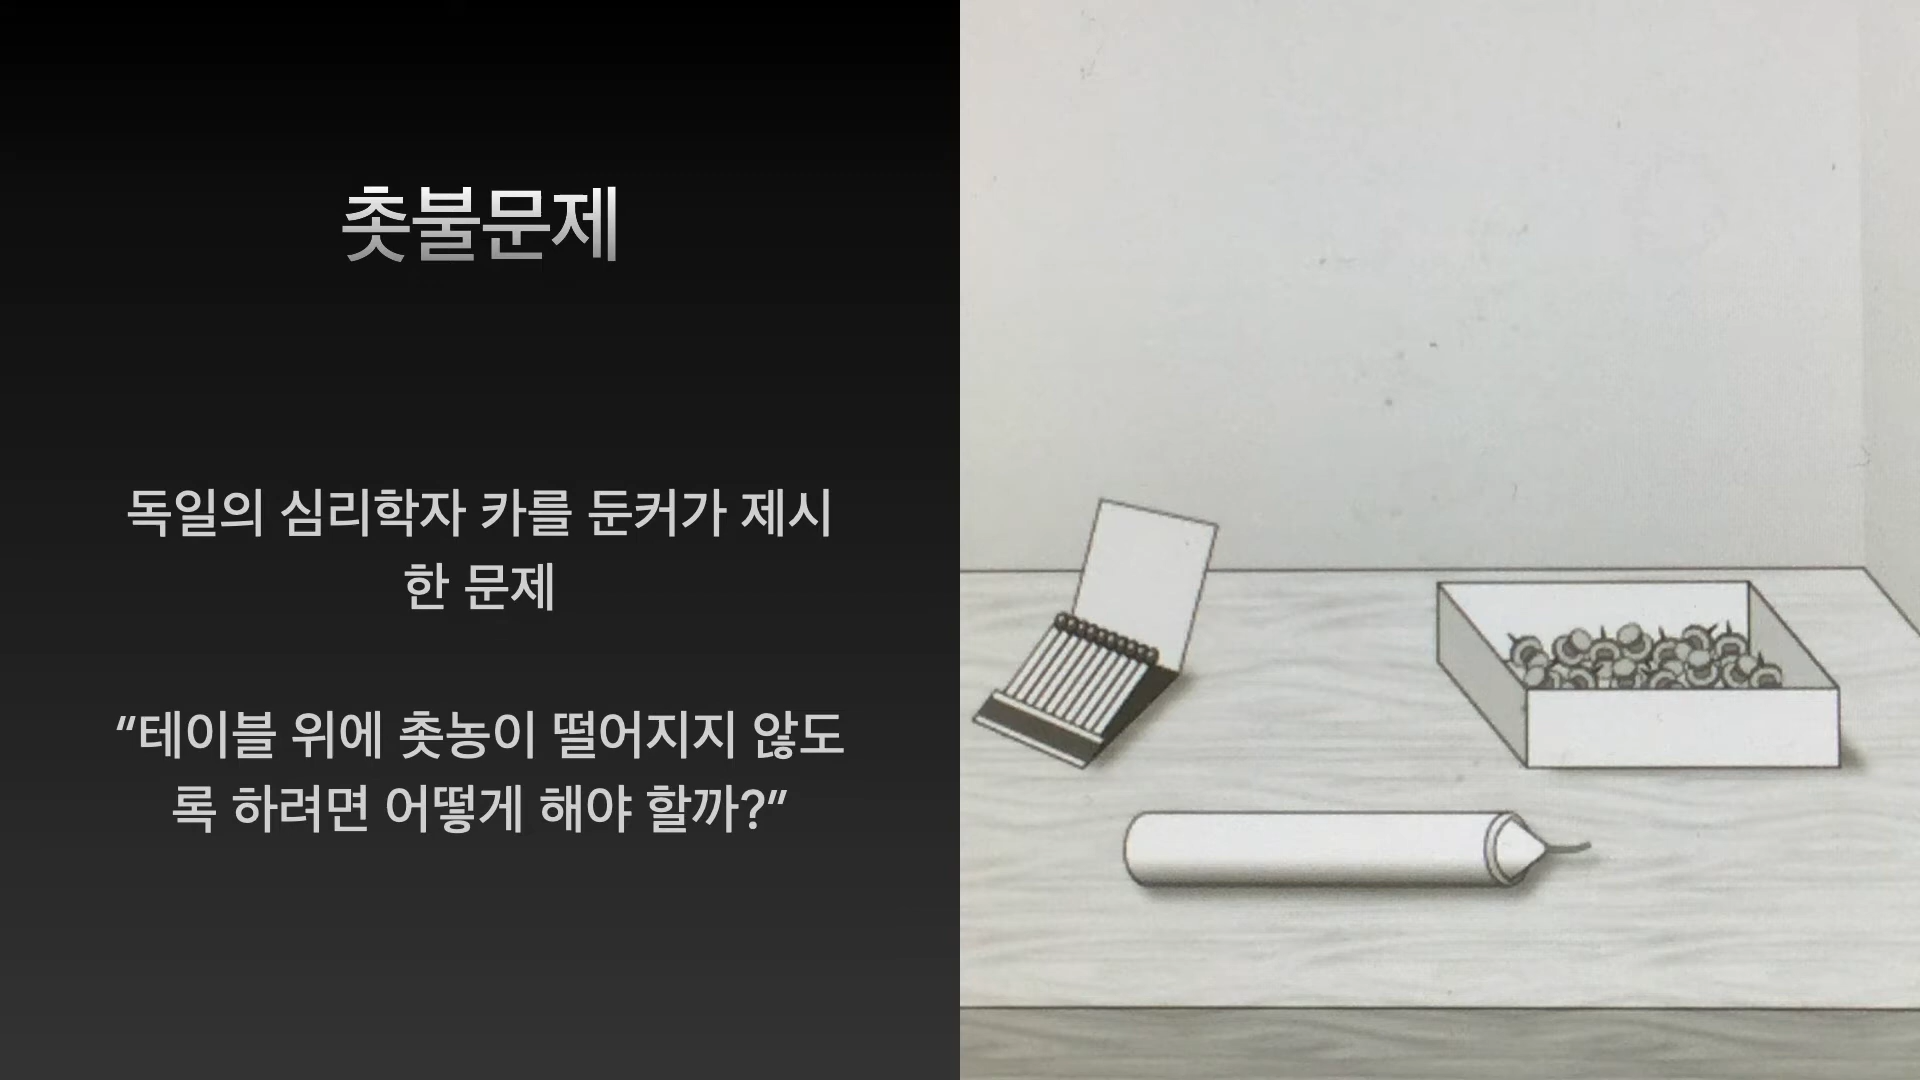 촛불문제
독일의 심리학자 카를 둔커가 제시
한 문제
“테이블 위에 촛농이 떨어지지 않도
록 하려면 어떻게 해야 할까?”